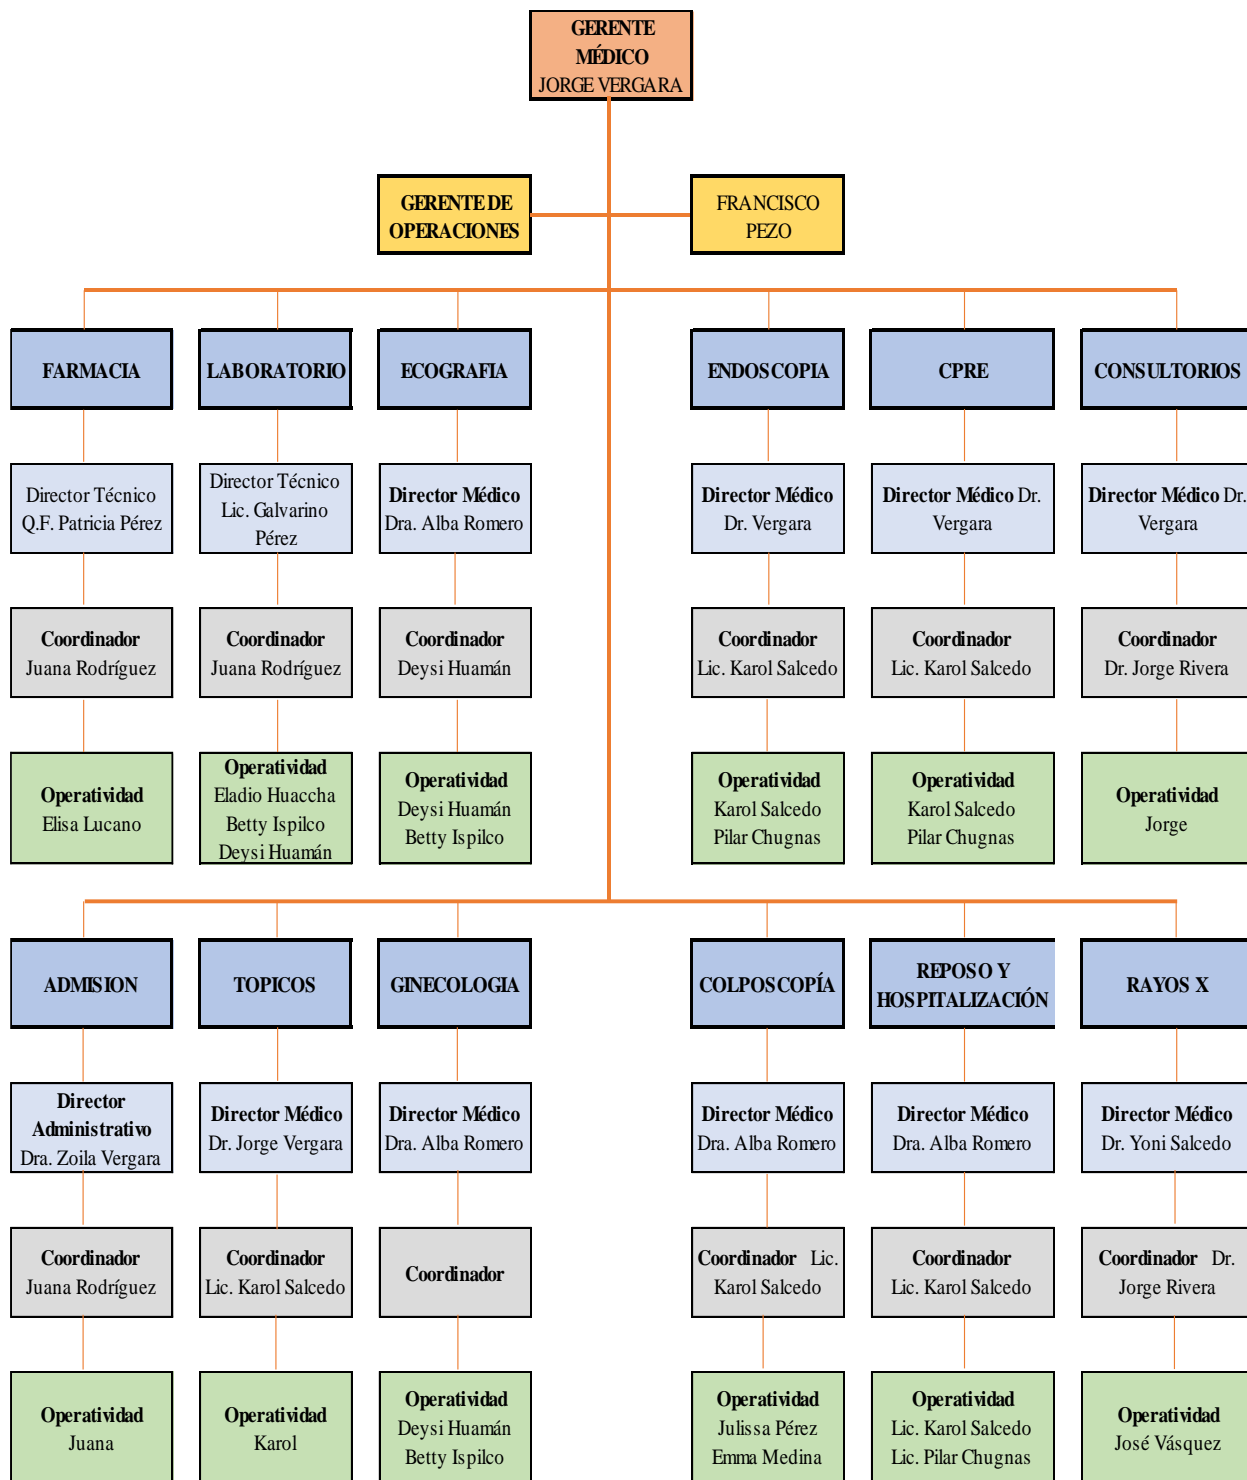 GERENTE
MÉDICO
JORGE VERGARA
GERENTE DE
OPERACIONES
FRANCISCO
PEZO
FARMACIA
LABORATORIO
ECOGRAFIA
ENDOSCOPIA
CPRE
CONSULTORIOS
Director Técnico
Q.F. Patricia Pérez
Director Técnico
Lic. Galvarino
Pérez
Director Médico
Dra. Alba Romero
Director Médico
Dr. Vergara
Director Médico Dr.
Vergara
Director Médico Dr.
Vergara
Coordinador
Juana Rodríguez
Coordinador
Juana Rodríguez
Coordinador
Deysi Huamán
Coordinador
Lic. Karol Salcedo
Coordinador
Lic. Karol Salcedo
Coordinador
Dr. Jorge Rivera
Operatividad
Elisa Lucano
Operatividad
Eladio Huaccha
Betty Ispilco
Deysi Huamán
Operatividad
Deysi Huamán
Betty Ispilco
Operatividad
Karol Salcedo
Pilar Chugnas
Operatividad
Karol Salcedo
Pilar Chugnas
Operatividad
Jorge
ADMISION
TOPICOS
GINECOLOGIA
COLPOSCOPÍA
REPOSO Y
HOSPITALIZACIÓN
RAYOS X
Director
Administrativo
Dra. Zoila Vergara
Director Médico
Dr. Jorge Vergara
Director Médico
Dra. Alba Romero
Director Médico
Dra. Alba Romero
Director Médico
Dra. Alba Romero
Director Médico
Dr. Yoni Salcedo
Coordinador
Juana Rodríguez
Coordinador
Lic. Karol Salcedo
Coordinador
Coordinador Lic.
Karol Salcedo
Coordinador
Lic. Karol Salcedo
Coordinador Dr.
Jorge Rivera
Operatividad
Juana
Operatividad
Karol
Operatividad
Deysi Huamán
Betty Ispilco
Operatividad
Julissa Pérez
Emma Medina
Operatividad
Lic. Karol Salcedo
Lic. Pilar Chugnas
Operatividad
José Vásquez